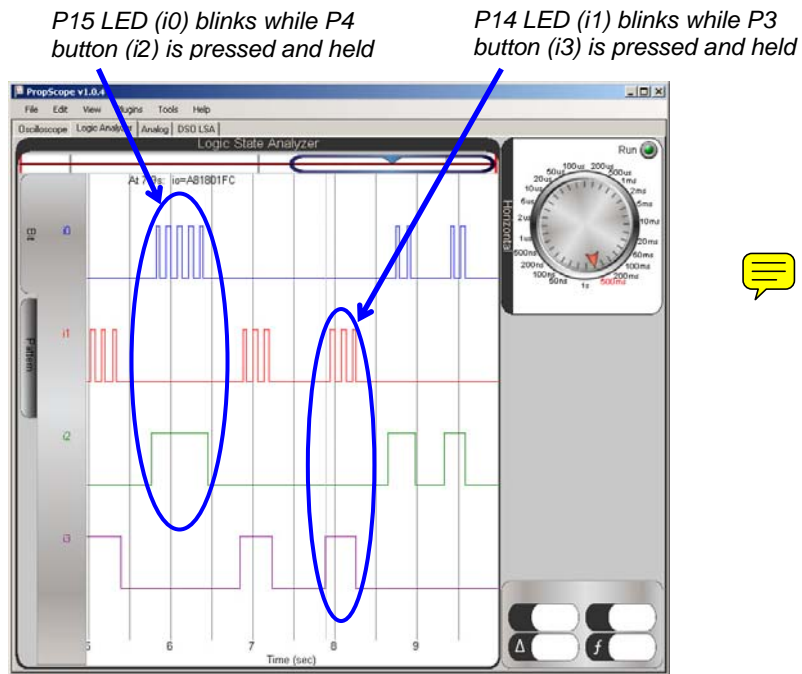 P15 LED (i0) blinks while P4
button (i2) is pressed and held
P14 LED (i1) blinks while P3
button (i3) is pressed and held
PropScope v1.0.4
File Edit View Plugins Tools Help
Oscilloscope Logic Analyzer Analog DSO LSA
Logic State Analyzer
io=A81801FC
Bit
Pattern
i0
i1
i2
i3
5 6 7 8 9
Time (sec)
Run
Horizontal
100us 200us
50us 500us
20us 1ms
10us 2ms
5us 5ms
2us 10ms
1us 20ms
500ns 50ms
200ns 100ms
100ns 200ms
50ns 1s 500ms
Δ f